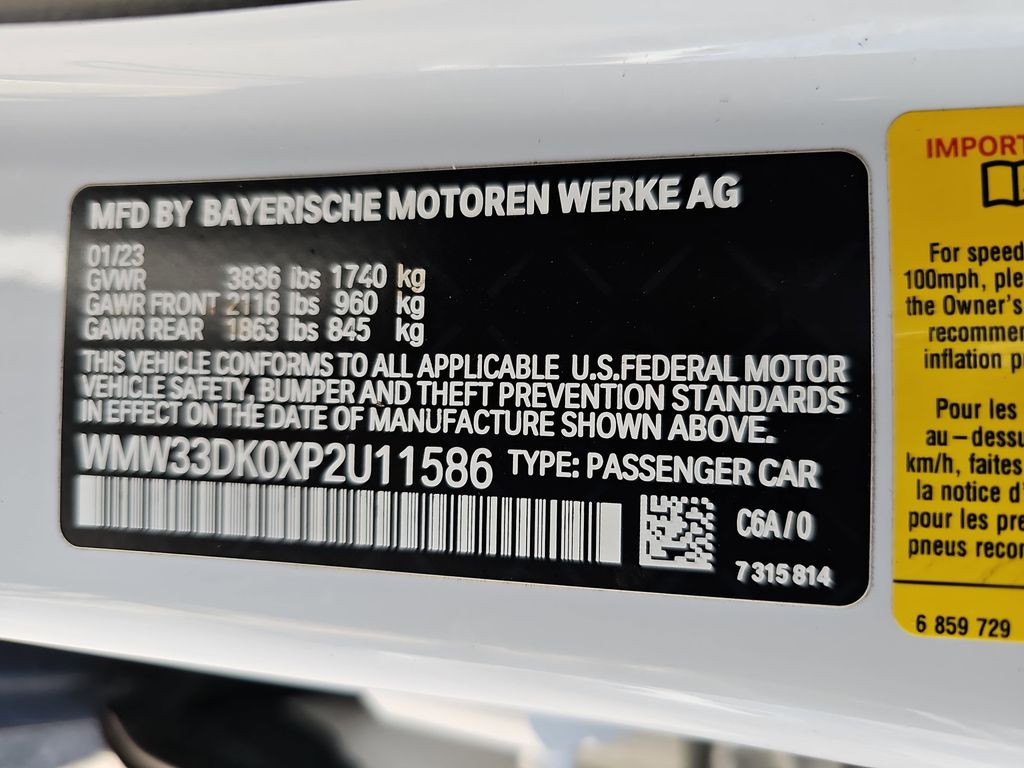 MFD BY BAYERISCHE MOTOREN WERKE AG
01/23
GVWR 3836 lbs 1740 kg
GAWR FRONT 2116 lbs 960 kg
GAWR REAR 1863 lbs 845 kg
THIS VEHICLE CONFORMS TO ALL APPLICABLE U.S.FEDERAL MOTOR
VEHICLE SAFETY, BUMPER AND THEFT PREVENTION STANDARDS
IN EFFECT ON THE DATE OF MANUFACTURE SHOWN ABOVE.
WMW33DK0XP2U11586 TYPE: PASSENGER CAR
C6A/0
7315814
IMPORT
For speed
100mph, ple
the Owner's
recommen
inflation p
Pour les
au-dessu
km/h, faites
la notice d'
pour les pre
pneus recon
6 859 729